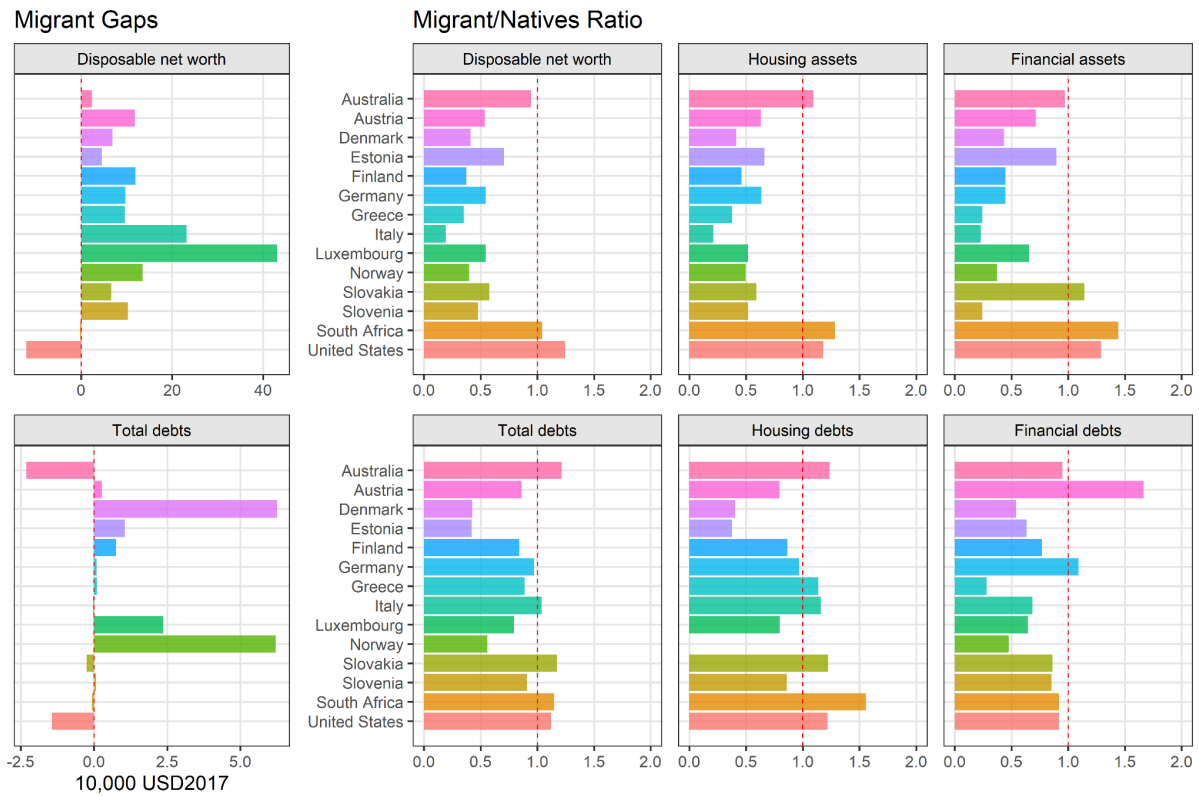 Migrant Gaps
Migrant/Natives Ratio
Disposable net worth
Disposable net worth
Housing assets
Financial assets
Australia
Austria
Denmark
Estonia
Finland
Germany
Greece
Italy
Luxembourg
Norway
Slovakia
Slovenia
South Africa
United States
0 20 40
0.0 0.5 1.0 1.5 2.0
0.0 0.5 1.0 1.5 2.0
0.0 0.5 1.0 1.5 2.0
Total debts
Total debts
Housing debts
Financial debts
Australia
Austria
Denmark
Estonia
Finland
Germany
Greece
Italy
Luxembourg
Norway
Slovakia
Slovenia
South Africa
United States
-2.5 0.0 2.5 5.0
0.0 0.5 1.0 1.5 2.0
0.0 0.5 1.0 1.5 2.0
0.0 0.5 1.0 1.5 2.0
10,000 USD2017